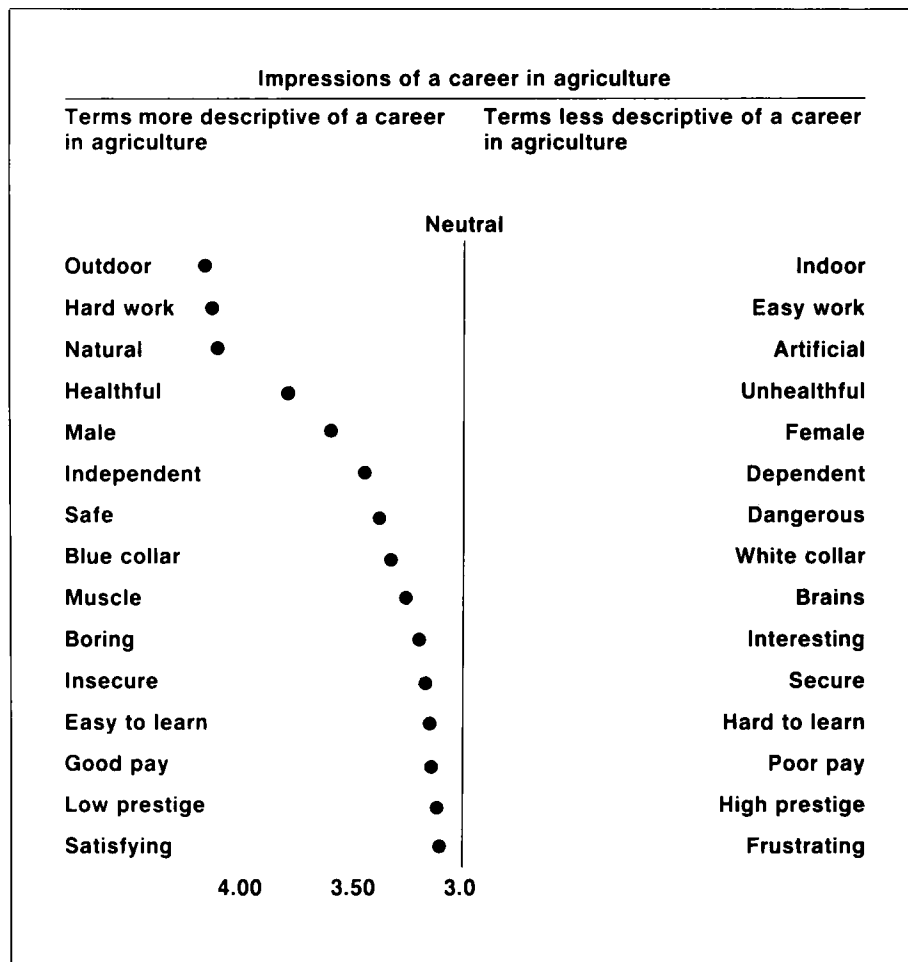 Impressions of a career in agriculture
Terms more descriptive of a career
in agriculture
Terms less descriptive of a career
in agriculture
Neutral
Outdoor Indoor
Hard work Easy work
Natural Artificial
Healthful Unhealthful
Male Female
Independent Dependent
Safe Dangerous
Blue collar White collar
Muscle Brains
Boring Interesting
Insecure Secure
Easy to learn Hard to learn
Good pay Poor pay
Low prestige High prestige
Satisfying Frustrating
4.00 3.50 3.0